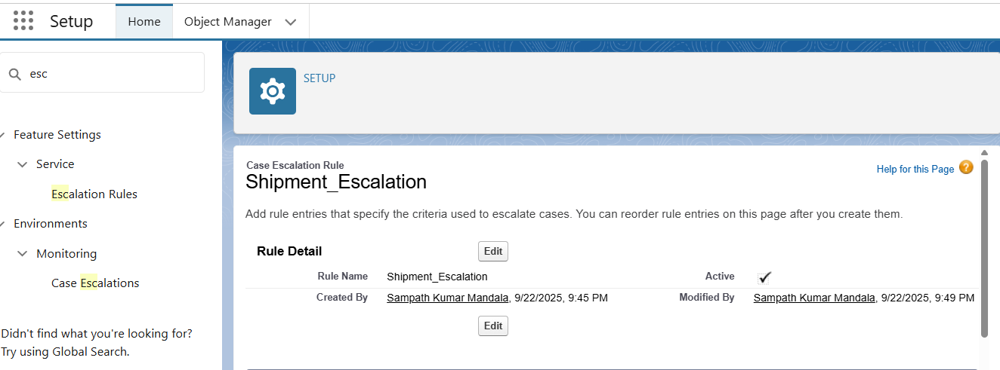 Setup
Home
Object Manager
esc
Feature Settings
Service
Escalation Rules
Environments
Monitoring
Case Escalations
Didn't find what you're looking for?
Try using Global Search.
SETUP
Case Escalation Rule
Shipment_Escalation
Help for this Page ?
Add rule entries that specify the criteria used to escalate cases. You can reorder rule entries on this page after you create them.
Rule Detail Edit
Rule Name Shipment_Escalation Active
Created By Sampath Kumar Mandala, 9/22/2025, 9:45 PM Modified By Sampath Kumar Mandala, 9/22/2025, 9:49 PM
Edit